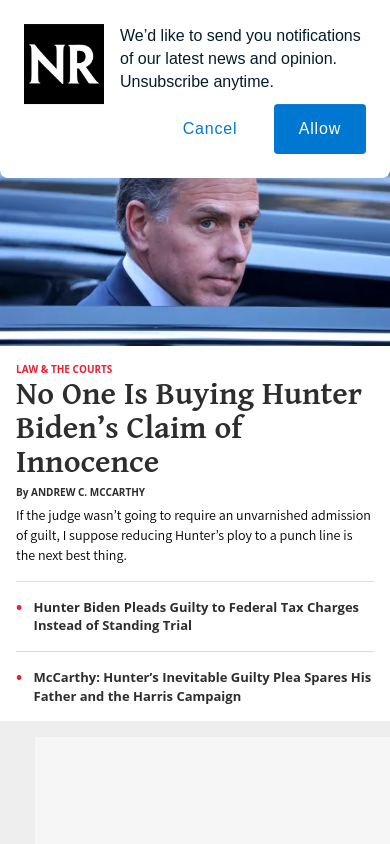 NR
We’d like to send you notifications
of our latest news and opinion.
Unsubscribe anytime.
Cancel
Allow
LAW & THE COURTS
No One Is Buying Hunter
Biden’s Claim of
Innocence
By ANDREW C. MCCARTHY
If the judge wasn’t going to require an unvarnished admission
of guilt, I suppose reducing Hunter’s ploy to a punch line is
the next best thing.
• Hunter Biden Pleads Guilty to Federal Tax Charges
Instead of Standing Trial
• McCarthy: Hunter’s Inevitable Guilty Plea Spares His
Father and the Harris Campaign